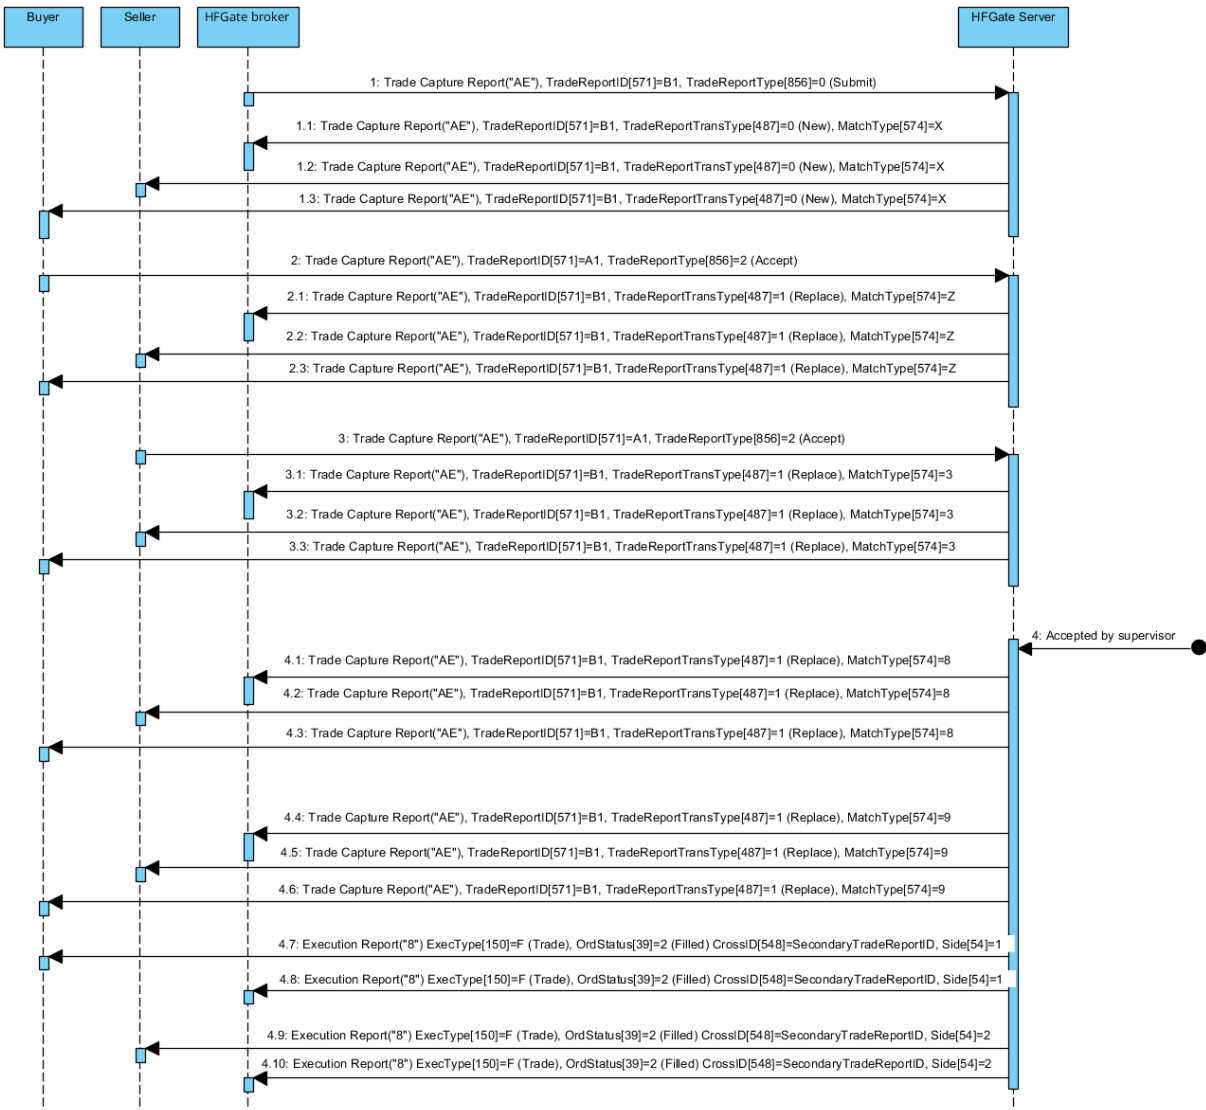 Buyer
Seller
HFGate broker
HFGate Server
1: Trade Capture Report("AE"), TradeReportID[571]=B1, TradeReportType[856]=0 (Submit)
1.1: Trade Capture Report("AE"), TradeReportID[571]=B1, TradeReportTransType[487]=0 (New), MatchType[574]=X
1.2: Trade Capture Report("AE"), TradeReportID[571]=B1, TradeReportTransType[487]=0 (New), MatchType[574]=X
1.3: Trade Capture Report("AE"), TradeReportID[571]=B1, TradeReportTransType[487]=0 (New), MatchType[574]=X
2: Trade Capture Report("AE"), TradeReportID[571]=A1, TradeReportType[856]=2 (Accept)
2.1: Trade Capture Report("AE"), TradeReportID[571]=B1, TradeReportTransType[487]=1 (Replace), MatchType[574]=Z
2.2: Trade Capture Report("AE"), TradeReportID[571]=B1, TradeReportTransType[487]=1 (Replace), MatchType[574]=Z
2.3: Trade Capture Report("AE"), TradeReportID[571]=B1, TradeReportTransType[487]=1 (Replace), MatchType[574]=Z
3: Trade Capture Report("AE"), TradeReportID[571]=A1, TradeReportType[856]=2 (Accept)
3.1: Trade Capture Report("AE"), TradeReportID[571]=B1, TradeReportTransType[487]=1 (Replace), MatchType[574]=3
3.2: Trade Capture Report("AE"), TradeReportID[571]=B1, TradeReportTransType[487]=1 (Replace), MatchType[574]=3
3.3: Trade Capture Report("AE"), TradeReportID[571]=B1, TradeReportTransType[487]=1 (Replace), MatchType[574]=3
4: Accepted by supervisor
4.1: Trade Capture Report("AE"), TradeReportID[571]=B1, TradeReportTransType[487]=1 (Replace), MatchType[574]=8
4.2: Trade Capture Report("AE"), TradeReportID[571]=B1, TradeReportTransType[487]=1 (Replace), MatchType[574]=8
4.3: Trade Capture Report("AE"), TradeReportID[571]=B1, TradeReportTransType[487]=1 (Replace), MatchType[574]=8
4.4: Trade Capture Report("AE"), TradeReportID[571]=B1, TradeReportTransType[487]=1 (Replace), MatchType[574]=9
4.5: Trade Capture Report("AE"), TradeReportID[571]=B1, TradeReportTransType[487]=1 (Replace), MatchType[574]=9
4.6: Trade Capture Report("AE"), TradeReportID[571]=B1, TradeReportTransType[487]=1 (Replace), MatchType[574]=9
4.7: Execution Report("8") ExecType[150]=F (Trade), OrdStatus[39]=2 (Filled) CrossID[548]=SecondaryTradeReportID, Side[54]=1
4.8: Execution Report("8") ExecType[150]=F (Trade), OrdStatus[39]=2 (Filled) CrossID[548]=SecondaryTradeReportID, Side[54]=1
4.9: Execution Report("8") ExecType[150]=F (Trade), OrdStatus[39]=2 (Filled) CrossID[548]=SecondaryTradeReportID, Side[54]=2
4.10: Execution Report("8") ExecType[150]=F (Trade), OrdStatus[39]=2 (Filled) CrossID[548]=SecondaryTradeReportID, Side[54]=2